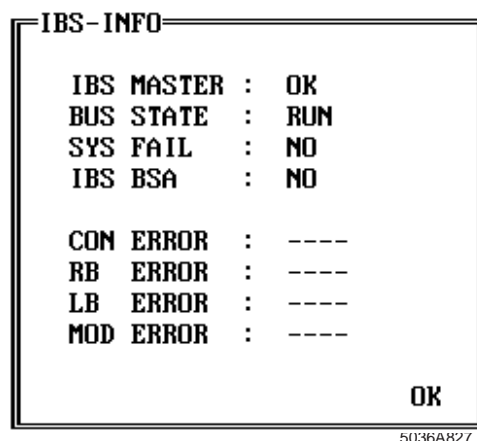 IBS-INFO
IBS MASTER : OK
BUS STATE : RUN
SYS FAIL : NO
IBS BSA : NO
CON ERROR : ----
RB ERROR : ----
LB ERROR : ----
MOD ERROR : ----
OK
5036A827